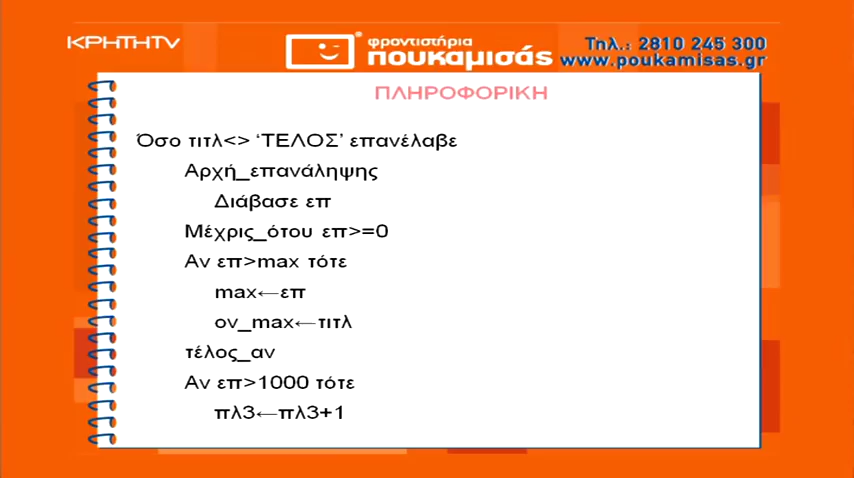 ΚΡΗΤΗTV
φροντιστήρια
πουκαμισάς
Τηλ.: 2810 245 300
www.poukamisas.gr
ΠΛΗΡΟΦΟΡΙΚΗ
Όσο τιτλ<> ‘ΤΕΛΟΣ’ επανέλαβε
Αρχή_επανάληψης
Διάβασε επ
Μέχρις_ότου επ>=0
Αν επ>max τότε
max←επ
ον_max←τιτλ
τέλος_αν
Αν επ>1000 τότε
πλ3←πλ3+1